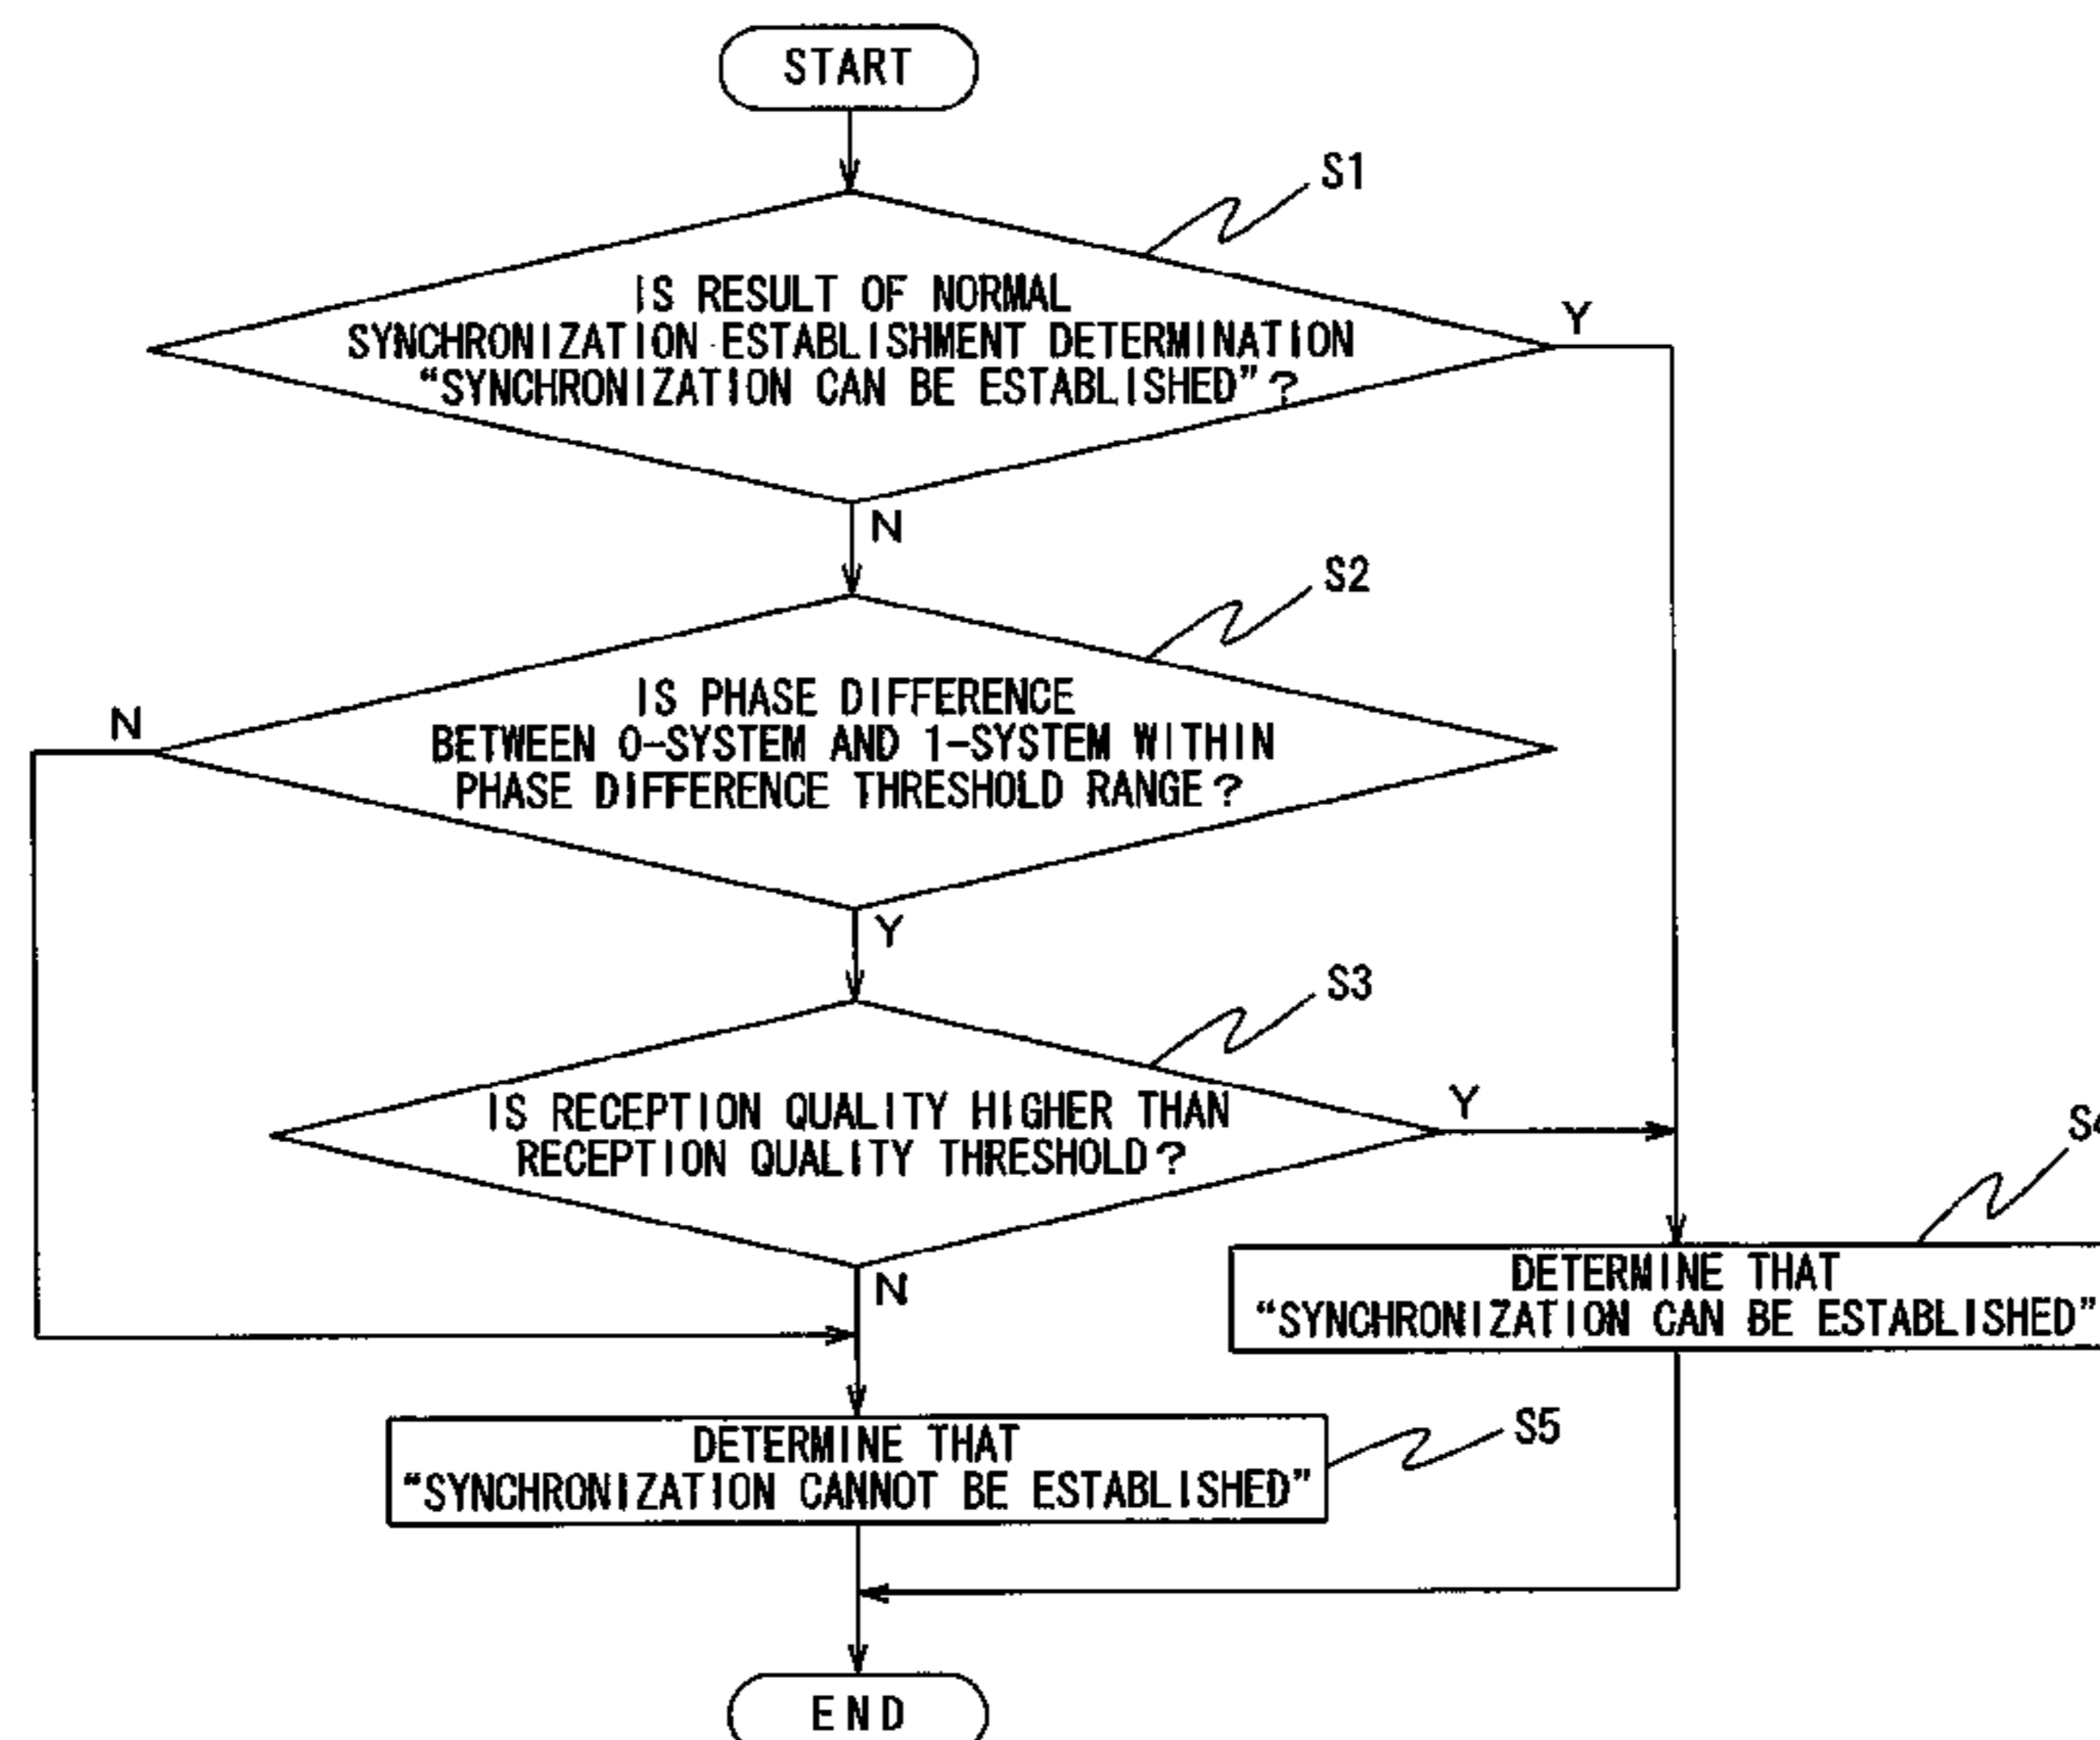 START
S1
IS RESULT OF NORMAL
SYNCHRONIZATION ESTABLISHMENT DETERMINATION
“SYNCHRONIZATION CAN BE ESTABLISHED”?
Y
N
S2
IS PHASE DIFFERENCE
BETWEEN 0-SYSTEM AND 1-SYSTEM WITHIN
PHASE DIFFERENCE THRESHOLD RANGE?
N
Y
S3
IS RECEPTION QUALITY HIGHER THAN
RECEPTION QUALITY THRESHOLD?
Y
N
S4
DETERMINE THAT
“SYNCHRONIZATION CAN BE ESTABLISHED”
DETERMINE THAT
“SYNCHRONIZATION CANNOT BE ESTABLISHED”
S5
END